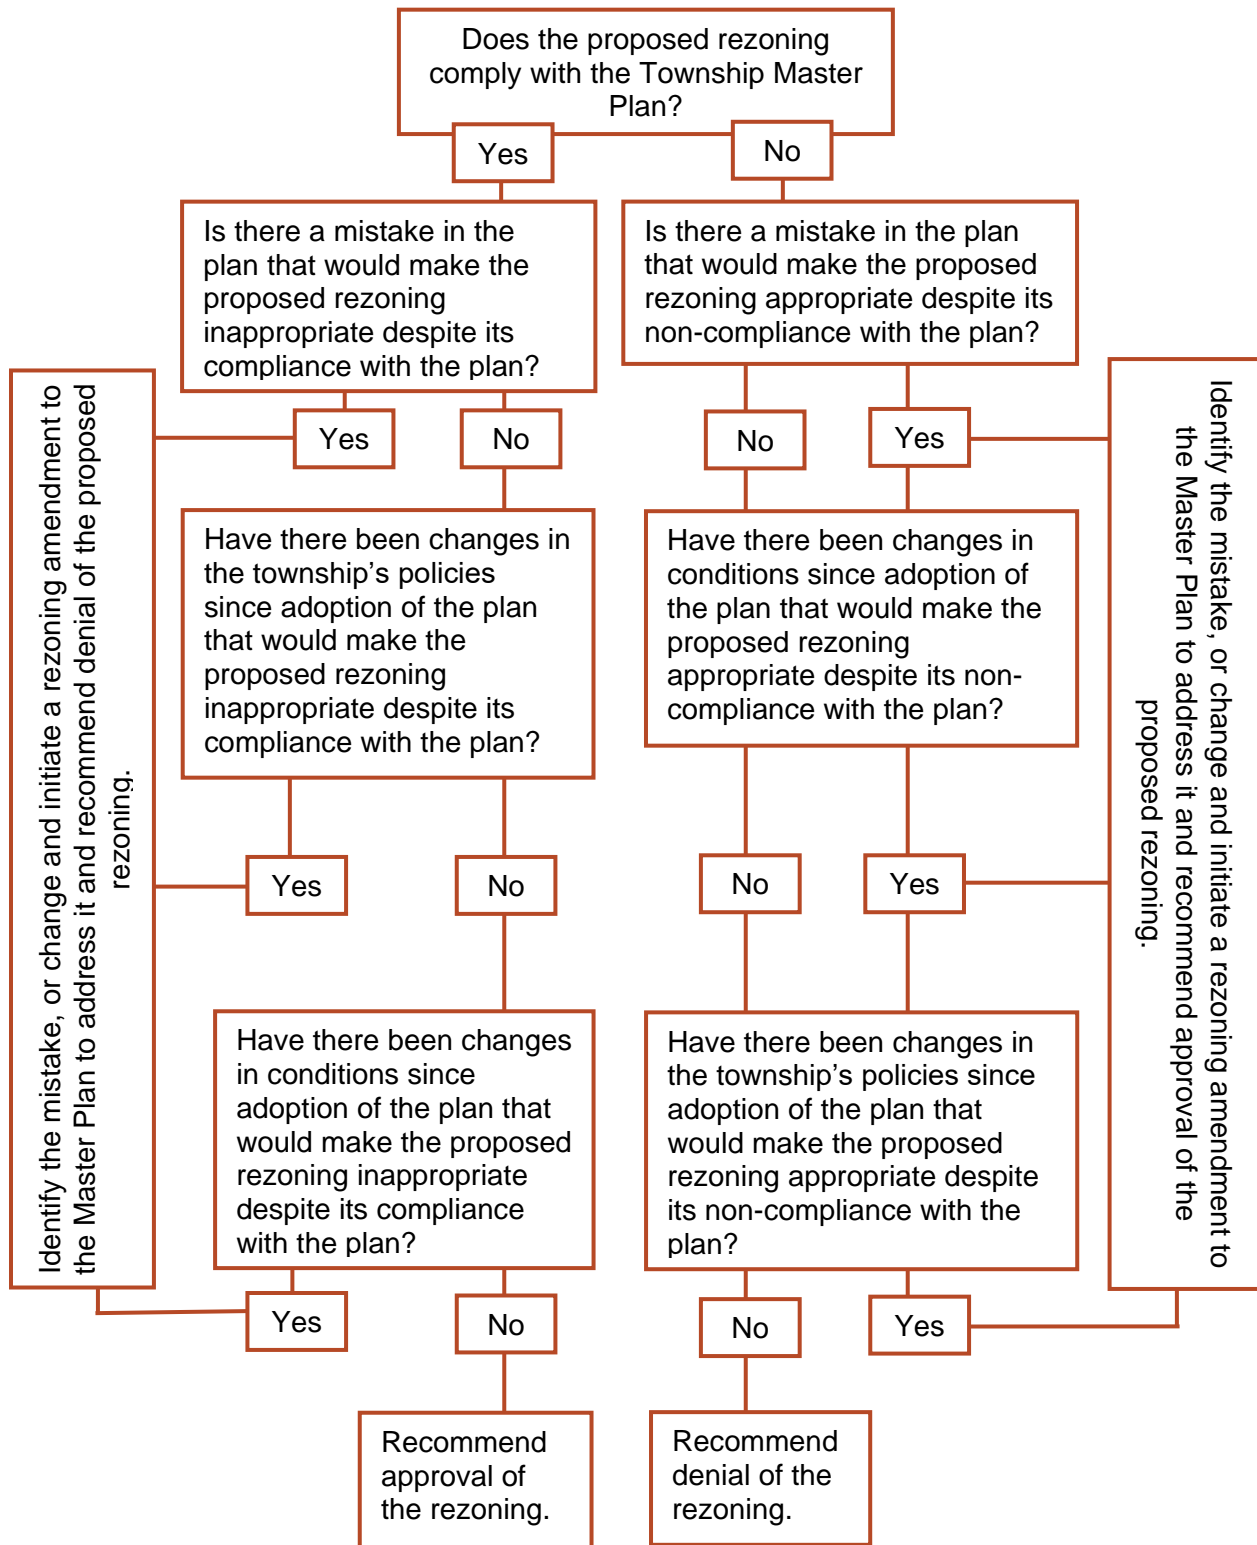 Does the proposed rezoning
comply with the Township Master
Plan?
Yes
No
Is there a mistake in the
plan that would make the
proposed rezoning
inappropriate despite its
compliance with the plan?
Is there a mistake in the plan
that would make the proposed
rezoning appropriate despite its
non-compliance with the plan?
Yes
No
No
Yes
Identify the mistake, or change and initiate a rezoning amendment to
the Master Plan to address it and recommend denial of the proposed
rezoning.
Identify the mistake, or change and initiate a rezoning amendment to
the Master Plan to address it and recommend approval of the
proposed rezoning.
Have there been changes in
the township’s policies
since adoption of the plan
that would make the
proposed rezoning
inappropriate despite its
compliance with the plan?
Have there been changes in
conditions since adoption of
the plan that would make the
proposed rezoning
appropriate despite its non-
compliance with the plan?
Yes
No
No
Yes
Have there been changes
in conditions since
adoption of the plan that
would make the proposed
rezoning inappropriate
despite its compliance
with the plan?
Have there been changes in
the township’s policies since
adoption of the plan that
would make the proposed
rezoning appropriate despite
its non-compliance with the
plan?
Yes
No
No
Yes
Recommend
approval of
the rezoning.
Recommend
denial of the
rezoning.